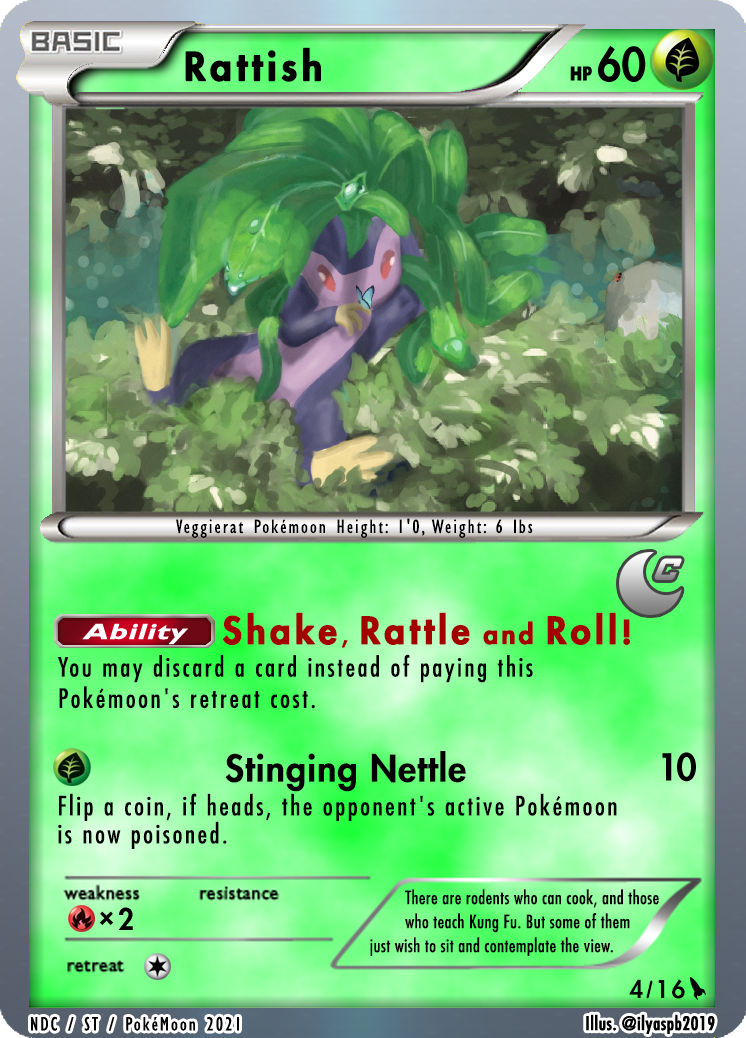 BASIC
Rattish
HP 60
Veggierat Pokémoon Height: 1'0, Weight: 6 lbs
C
Ability Shake, Rattle and Roll!
You may discard a card instead of paying this
Pokémoon's retreat cost.
Stinging Nettle 10
Flip a coin, if heads, the opponent's active Pokémoon
is now poisoned.
weakness resistance
×2
retreat
There are rodents who can cook, and those
who teach Kung Fu. But some of them
just wish to sit and contemplate the view.
4/16
NDC / ST / PokéMoon 2021
Illus. @ilyaspb2019